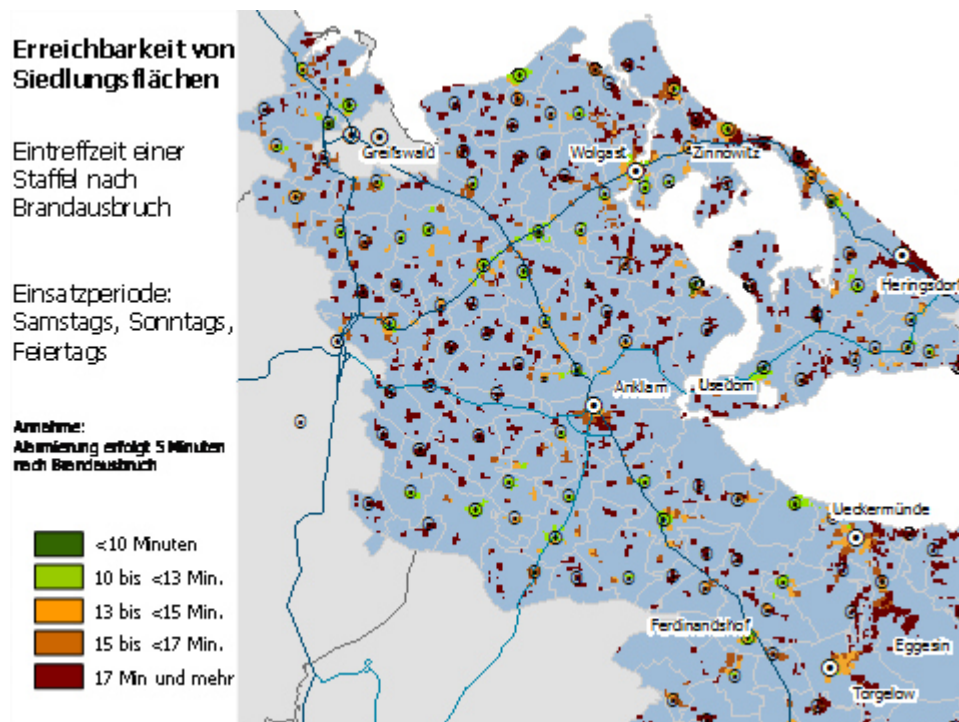 Erreichbarkeit von
Siedlungsflächen
Eintreffzeit einer
Staffel nach
Brandausbruch
Einsatzperiode:
Samstags, Sonntags,
Feiertags
Annahme:
Alarmierung erfolgt 5 Minuten
nach Brandausbruch
<10 Minuten
10 bis <13 Min.
13 bis <15 Min.
15 bis <17 Min.
17 Min und mehr
Greifswald
Wolgast
Zinnowitz
Heringsdorf
Anklam
Usedom
Ueckermünde
Ferdinandshof
Eggesin
Torgelow